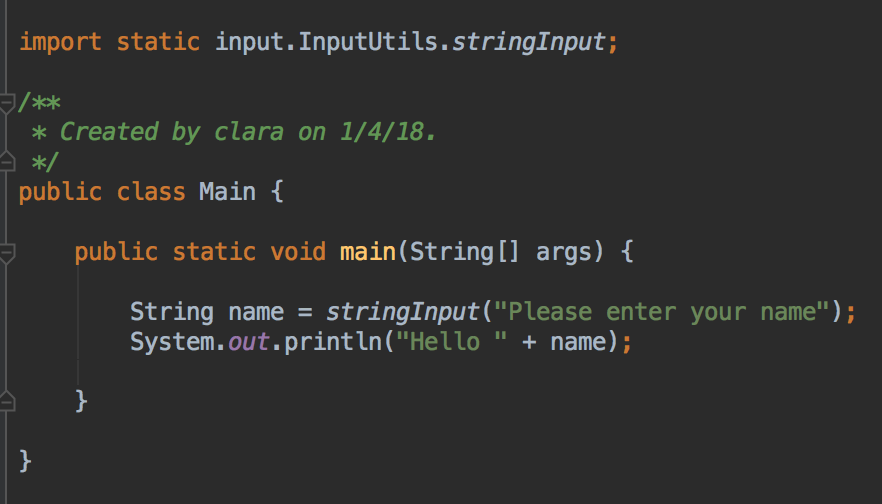 import static input.InputUtils.stringInput;
/**
* Created by clara on 1/4/18.
*/
public class Main {
public static void main(String[] args) {
String name = stringInput("Please enter your name");
System.out.println("Hello " + name);
}
}